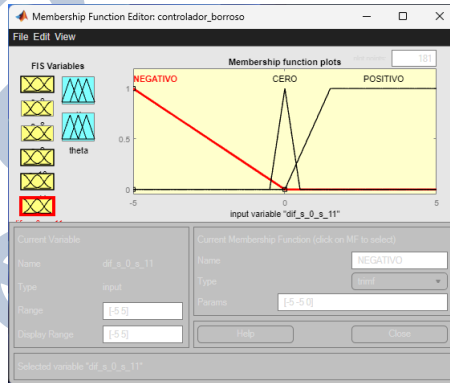 Membership Function Editor: controlador_borroso
File Edit View
FIS Variables
theta
Membership function plots
181
NEGATIVO CERO POSITIVO
1
0.5
0
-5 0 5
input variable "dif_s_0_s_11"
Current Variable
Name dif_s_0_s_11
Type input
Range [-5 5]
Display Range [-5 5]
Current Membership Function (click on MF to select)
Name NEGATIVO
Type trimf
Params [-5 -5 0]
Help Close
Selected variable "dif_s_0_s_11"